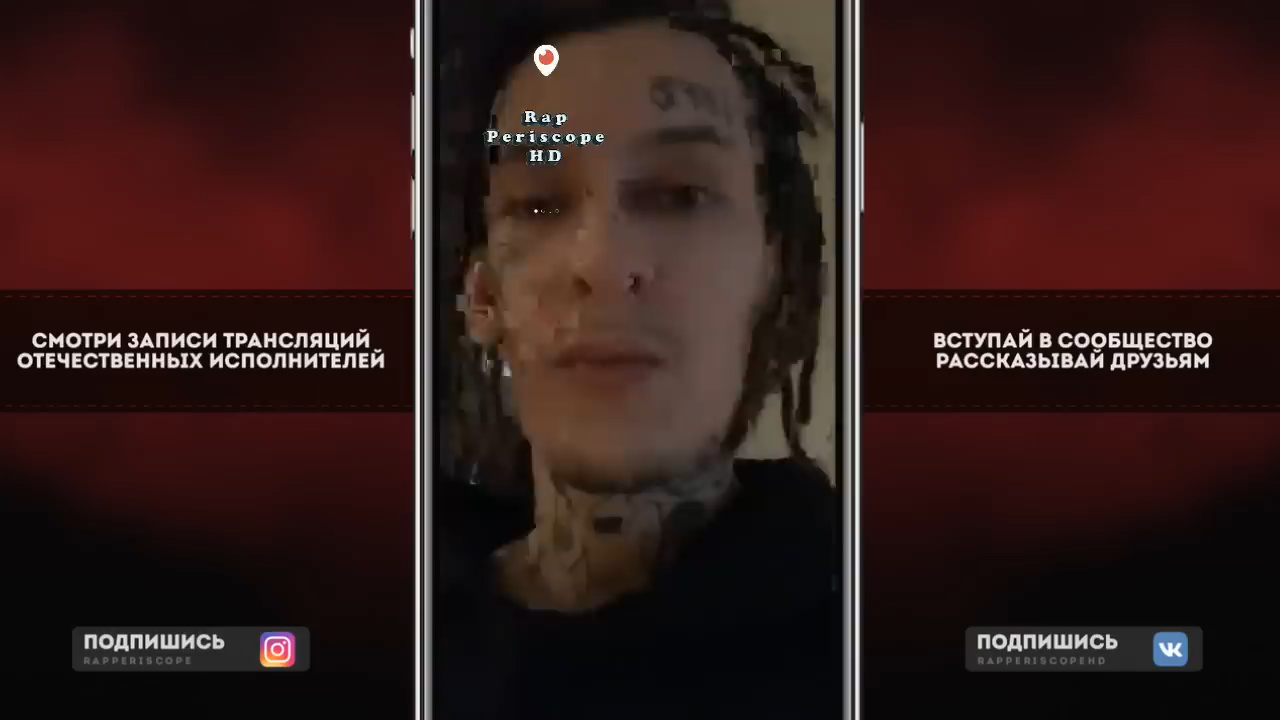 Rap
Periscope
HD
СМОТРИ ЗАПИСИ ТРАНСЛЯЦИЙ
ОТЕЧЕСТВЕННЫХ ИСПОЛНИТЕЛЕЙ
ВСТУПАЙ В СООБЩЕСТВО
РАССКАЗЫВАЙ ДРУЗЬЯМ
ПОДПИШИСЬ
RAPPERISCOPE
ПОДПИШИСЬ
RAPPERISCOPEHD